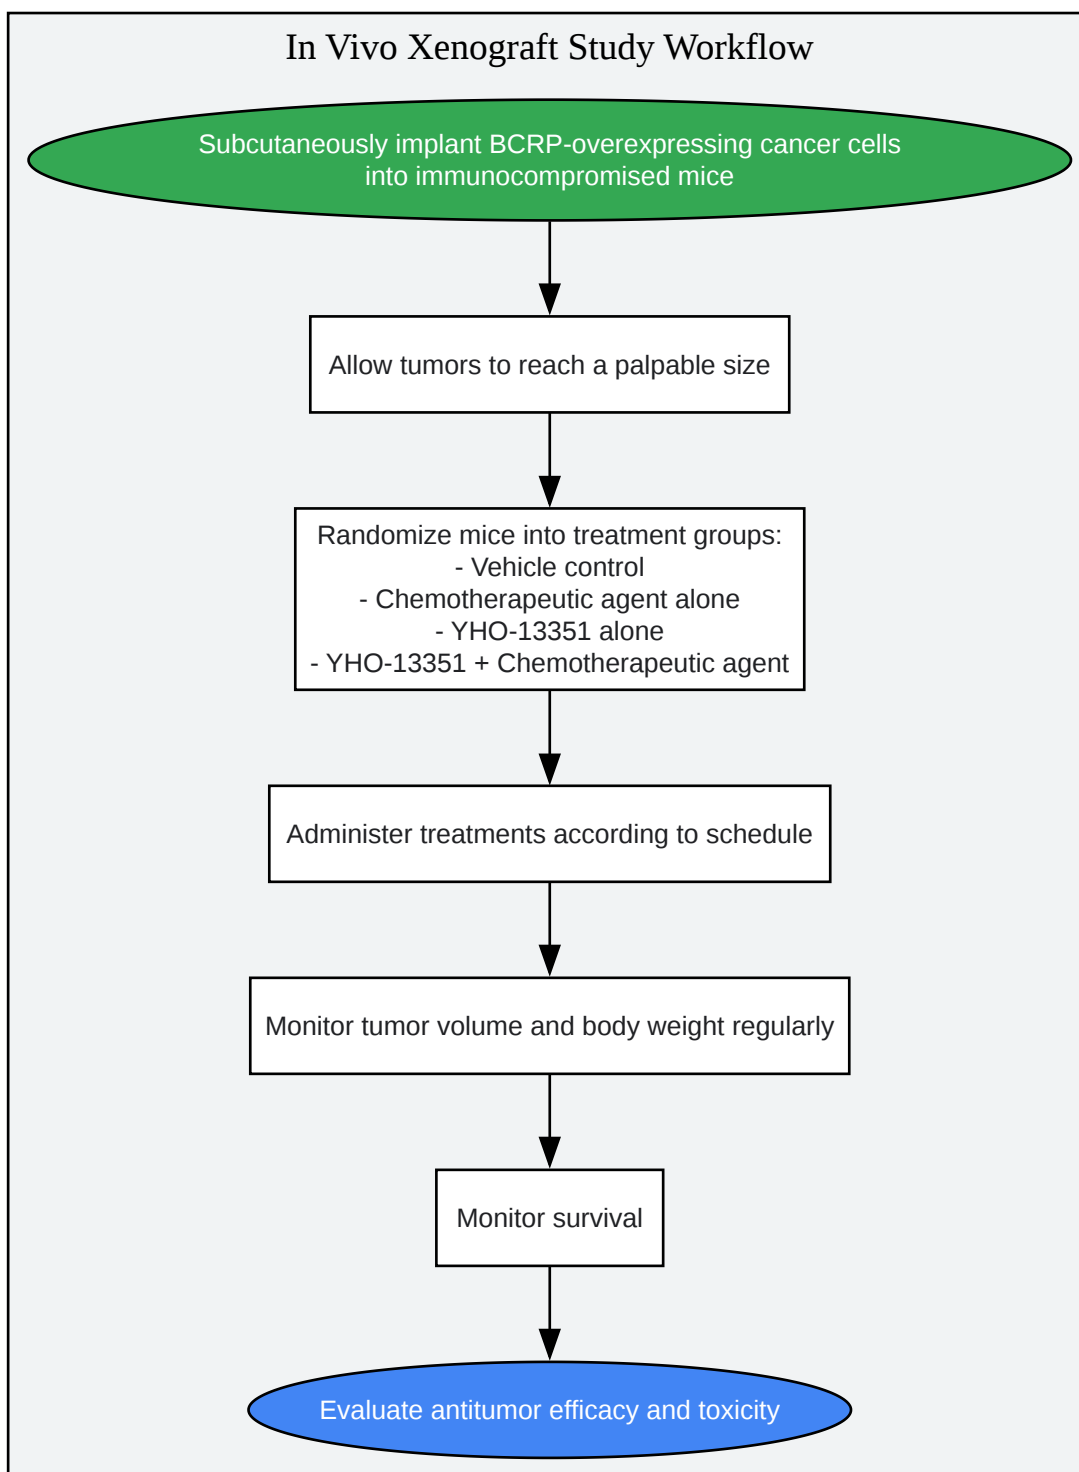 In Vivo Xenograft Study Workflow
Subcutaneously implant BCRP-overexpressing cancer cells
into immunocompromised mice
Allow tumors to reach a palpable size
Randomize mice into treatment groups:
- Vehicle control
- Chemotherapeutic agent alone
- YHO-13351 alone
- YHO-13351 + Chemotherapeutic agent
Administer treatments according to schedule
Monitor tumor volume and body weight regularly
Monitor survival
Evaluate antitumor efficacy and toxicity